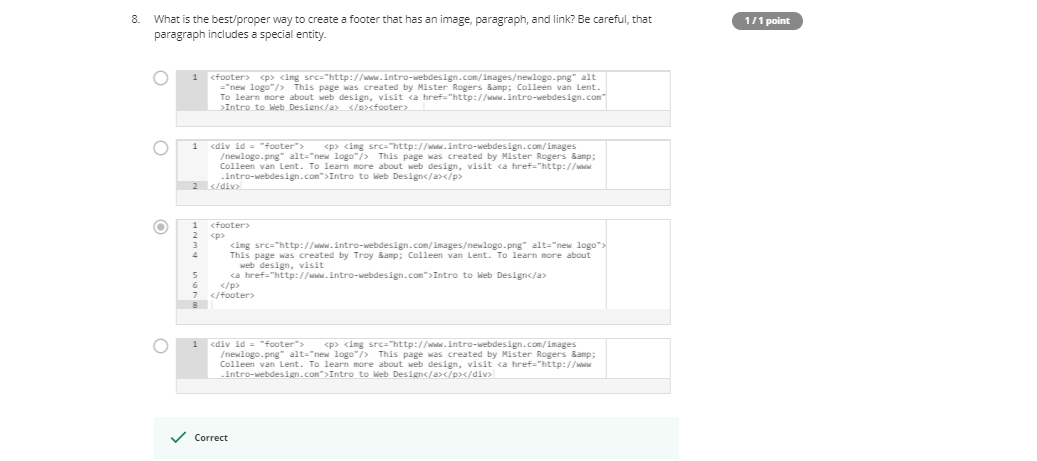 8. What is the best/proper way to create a footer that has an image, paragraph, and link? Be careful, that
1 / 1 point
paragraph includes a special entity.
1 <footer> <p> <img src="http://www.intro-webdesign.com/images/newlogo.png" alt
="new logo"/> This page was created by Mister Rogers &amp; Colleen van Lent.
To learn more about web design, visit <a href="http://www.intro-webdesign.com"
>Intro to Web Design</a> </p><footer>
1 <div id = "footer"> <p> <img src="http://www.intro-webdesign.com/images
/newlogo.png" alt="new logo"/> This page was created by Mister Rogers &amp;
Colleen van Lent. To learn more about web design, visit <a href="http://www
.intro-webdesign.com">Intro to Web Design</a></p>
2 </div>
1 <footer>
2 <p>
3 <img src="http://www.intro-webdesign.com/images/newlogo.png" alt="new logo">
4 This page was created by Troy &amp; Colleen van Lent. To learn more about
web design, visit
5 <a href="http://www.intro-webdesign.com">Intro to Web Design</a>
6 </p>
7 </footer>
8
1 <div id = "footer"> <p> <img src="http://www.intro-webdesign.com/images
/newlogo.png" alt="new logo"/> This page was created by Mister Rogers &amp;
Colleen van Lent. To learn more about web design, visit <a href="http://www
.intro-webdesign.com">Intro to Web Design</a></p></div>
Correct